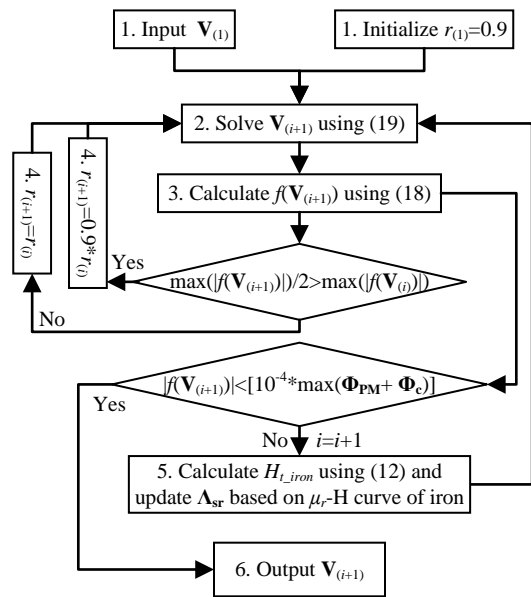 1. Input V(1)
1. Initialize r(1)=0.9
2. Solve V(i+1) using (19)
3. Calculate f(V(i+1)) using (18)
4. r(i+1)=r(i)
4. r(i+1)=0.9*r(i)
Yes
max(|f(V(i+1))|)/2>max(|f(V(i))|)
No
|f(V(i+1))|<[10-4*max(ΦPM+ Φc)]
Yes
No i=i+1
5. Calculate Ht_iron using (12) and
update Λsr based on μr-H curve of iron
6. Output V(i+1)